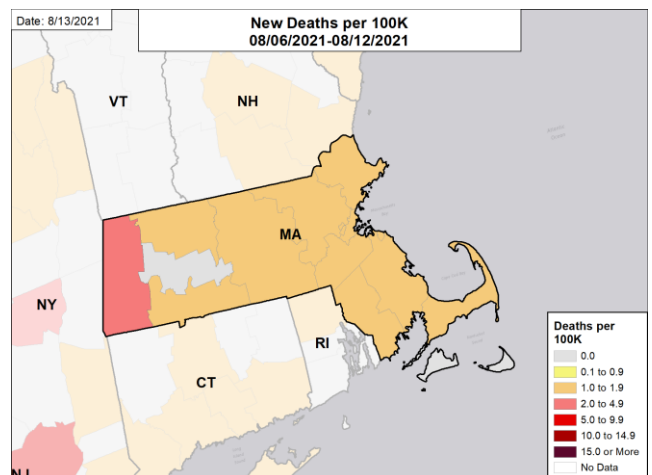 Date: 8/13/2021
New Deaths per 100K
08/06/2021-08/12/2021
VT
NH
MA
NY
RI
CT
NJ
Deaths per
100K
0.0
0.1 to 0.9
1.0 to 1.9
2.0 to 4.9
5.0 to 9.9
10.0 to 14.9
15.0 or More
No Data